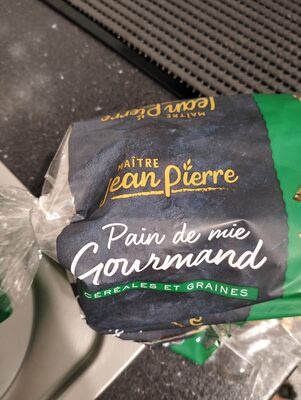 MAÎTRE
Jean Pierre
MAÎTRE
Jean Pierre
Pain de mie
Gourmand
CÉRÉALES ET GRAINES